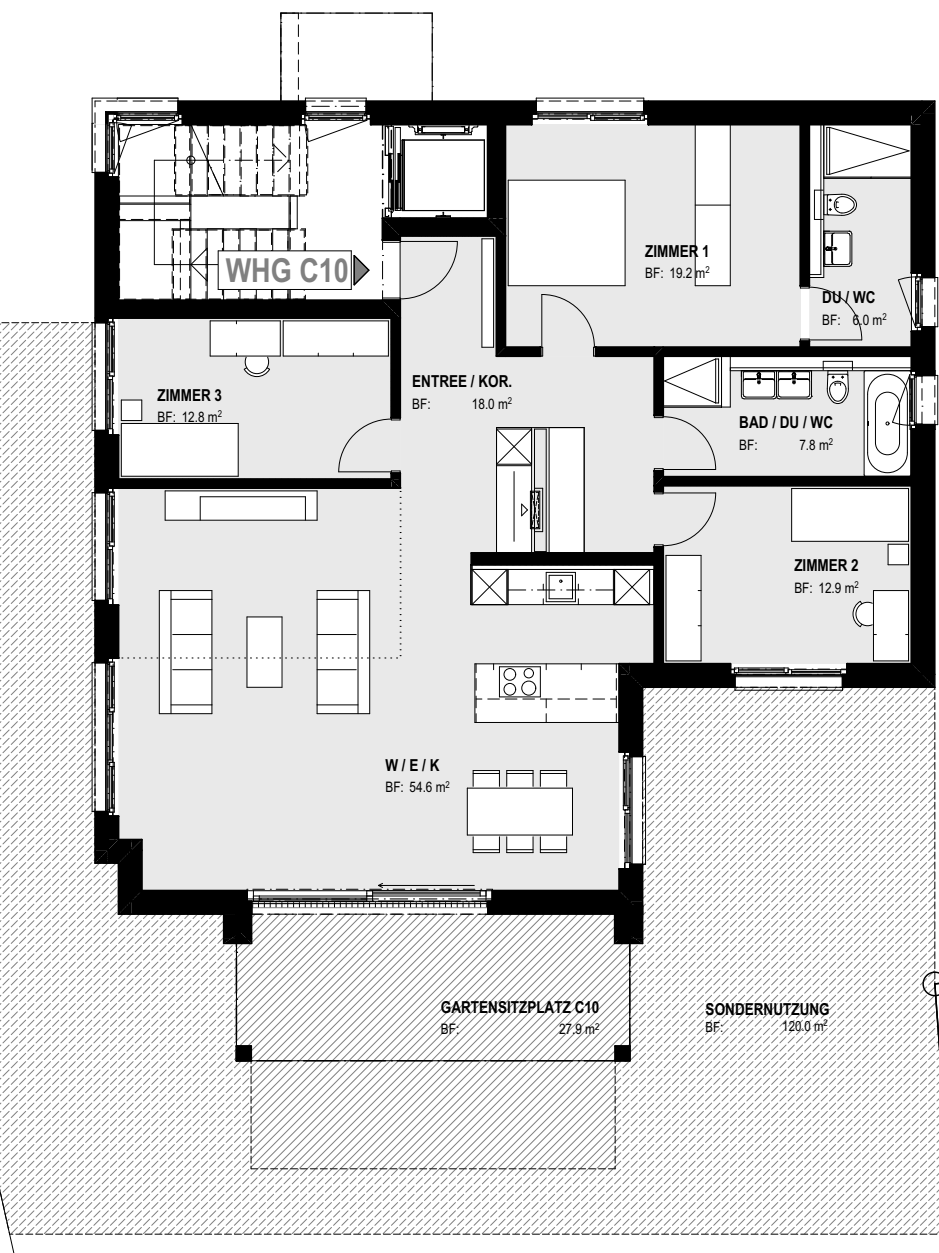 ZIMMER 1
BF: 19.2 m²
WHG C10
DU / WC
BF: 6.0 m²
ENTREE / KOR.
BF: 18.0 m²
ZIMMER 3
BF: 12.8 m²
BAD / DU / WC
BF: 7.8 m²
ZIMMER 2
BF: 12.9 m²
W / E / K
BF: 54.6 m²
GARTENSITZPLATZ C10
BF: 27.9 m²
SONDERNUTZUNG
BF: 120.0 m²